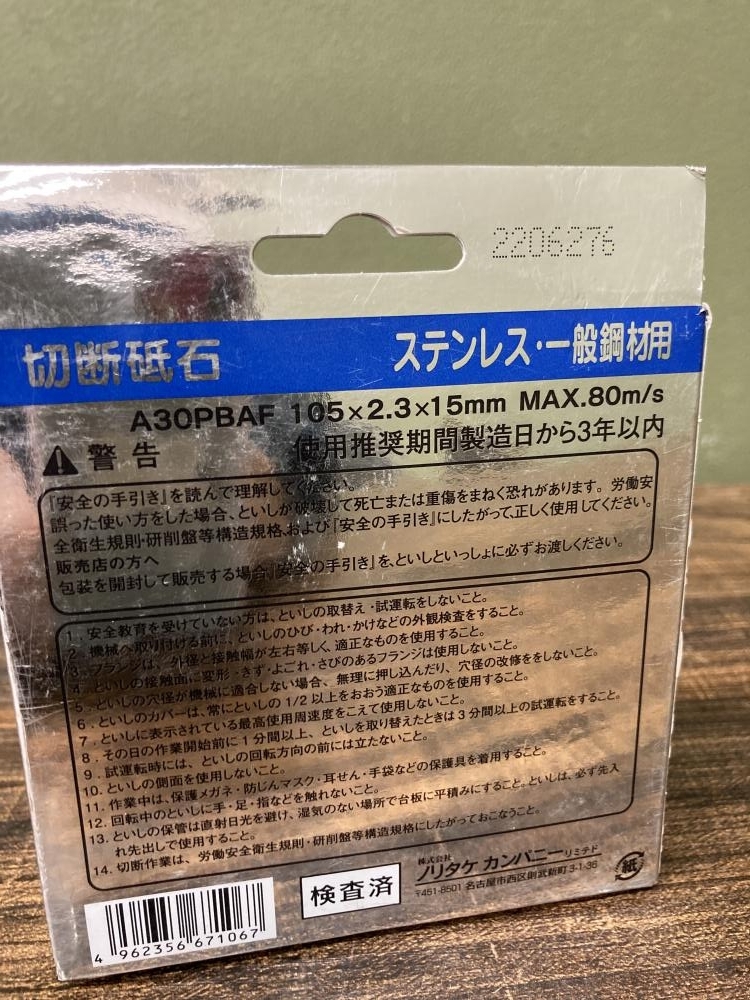 2206276
切断砥石 ステンレス・一般鋼材用
A30PBAF 105×2.3×15mm MAX.80m/s
警告 使用推奨期間製造日から3年以内
『安全の手引き』を読んで理解してください。
誤った使い方をした場合、といしが破壊して死亡または重傷をまねく恐れがあります。労働安
全衛生規則・研削盤等構造規格、および『安全の手引き』にしたがって、正しく使用してください。
販売店の方へ
包装を開封して販売する場合『安全の手引き』を、といしといっしょに必ずお渡しください。
1. 安全教育を受けていない方は、といしの取替え・試運転をしないこと。
2. 機械へ取り付ける前に、といしのひび・われ・かけなどの外観検査をすること。
3. フランジは、外径と接触幅が左右等しく、適正なものを使用すること。
4. といしの接触面に変形・きず・よごれ・さびのあるフランジは使用しないこと。
5. といしの穴径が機械に適合しない場合、無理に押し込んだり、穴径の改修ををしないこと。
6. といしのカバーは、常にといしの1/2以上をおおう適正なものを使用すること。
7. といしに表示されている最高使用周速度をこえて使用しないこと。
8. その日の作業開始前に1分間以上、といしを取り替えたときは3分間以上の試運転をすること。
9. 試運転時には、といしの回転方向の前には立たないこと。
10. といしの側面を使用しないこと。
11. 作業中は、保護メガネ・防じんマスク・耳せん・手袋などの保護具を着用すること。
12. 回転中のといしに手・足・指などを触れないこと。
13. といしの保管は直射日光を避け、湿気のない場所で台板に平積みにすること。といしは、必ず先入
れ先出しで使用すること。
14. 切断作業は、労働安全衛生規則・研削盤等構造規格にしたがっておこなうこと。
株式会社 ノリタケ カンパニー リミテド
〒451-8501 名古屋市西区則武新町3-1-36
紙
検査済
4 962356 671067